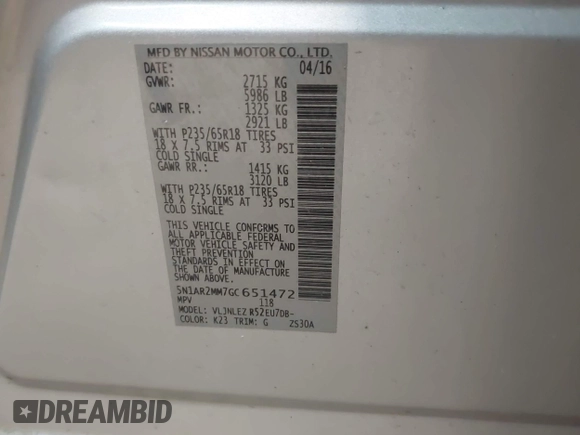 MFD BY NISSAN MOTOR CO., LTD.
DATE: 04/16
GVWR: 2715 KG
5986 LB
GAWR FR.: 1325 KG
2921 LB
WITH P235/65R18 TIRES
18 X 7.5 RIMS AT 33 PSI
COLD SINGLE
GAWR RR.: 1415 KG
3120 LB
WITH P235/65R18 TIRES
18 X 7.5 RIMS AT 33 PSI
COLD SINGLE
THIS VEHICLE CONFORMS TO
ALL APPLICABLE FEDERAL
MOTOR VEHICLE SAFETY AND
THEFT PREVENTION
STANDARDS IN EFFECT ON
THE DATE OF MANUFACTURE
SHOWN ABOVE.
5N1AR2MM7GC651472
MPV 118
MODEL: VLJNLEZ R52EU7DB-
COLOR: K23 TRIM: G ZS30A
DREAMBID